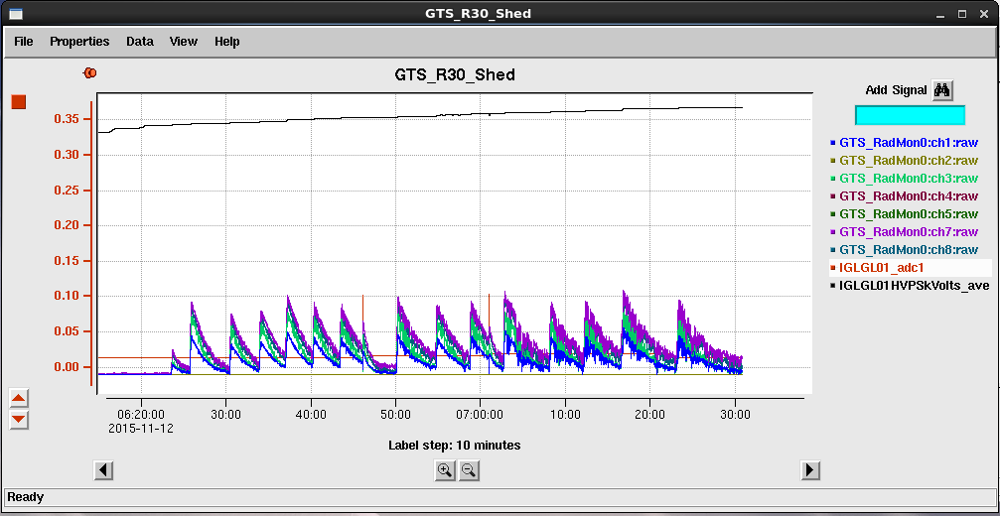 GTS_R30_Shed
File Properties Data View Help
GTS_R30_Shed
Add Signal
0.35
0.30
0.25
0.20
0.15
0.10
0.05
0.00
GTS_RadMon0:ch1:raw
GTS_RadMon0:ch2:raw
GTS_RadMon0:ch3:raw
GTS_RadMon0:ch4:raw
GTS_RadMon0:ch5:raw
GTS_RadMon0:ch7:raw
GTS_RadMon0:ch8:raw
IGLGL01_adc1
IGLGL01HVPSkVolts_ave
06:20:00 30:00 40:00 50:00 07:00:00 10:00 20:00 30:00
2015-11-12
Label step: 10 minutes
Ready